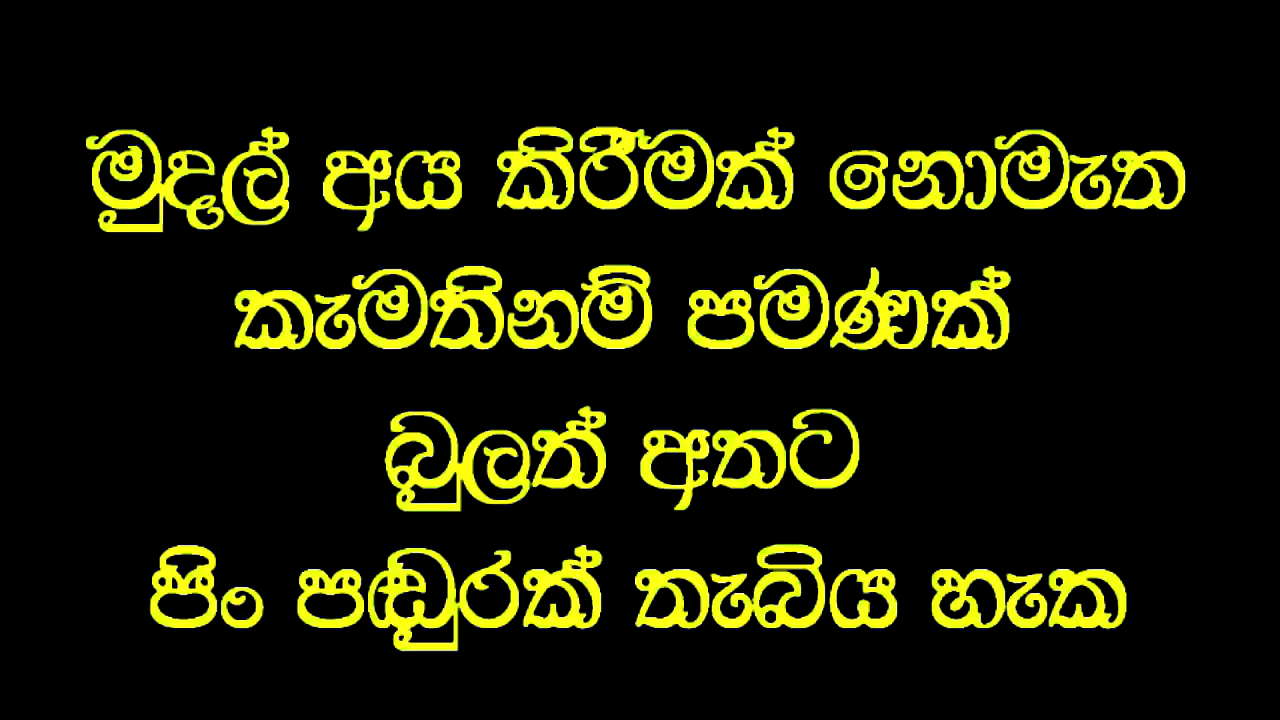 මුදල් අය කිරීමක් නොමැත
කැමතිනම් පමණක්
බුලත් අතට
පිං පඬුරක් තැබිය හැක